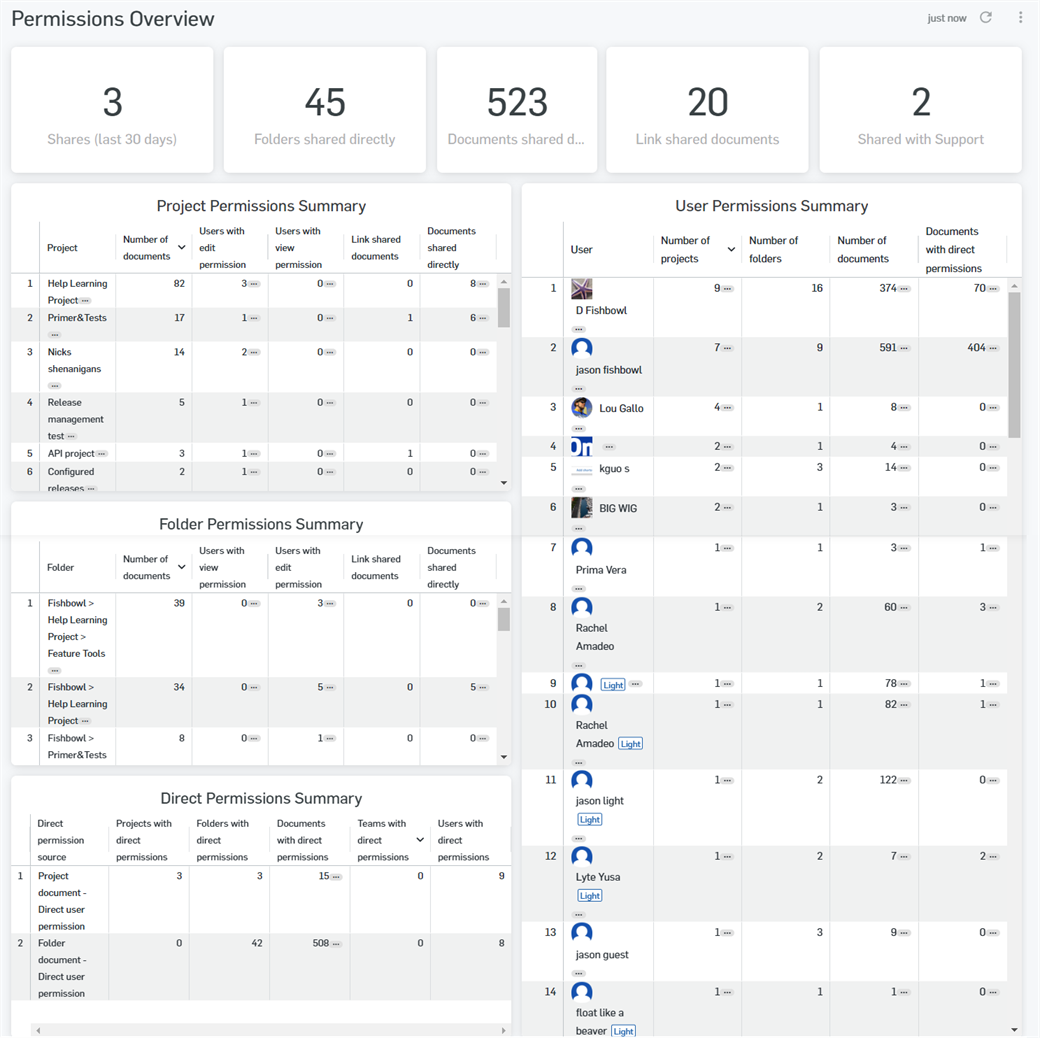 Permissions Overview
just now
3
Shares (last 30 days)
45
Folders shared directly
523
Documents shared d...
20
Link shared documents
2
Shared with Support
Project Permissions Summary
Project
Number of
documents
Users with
edit
permission
Users with
view
permission
Link shared
documents
Documents
shared
directly
1 Help Learning 82 3 0 0 8
Project
2 Primer&Tests 17 1 0 1 6
3 Nicks 14 2 0 0 0
shenanigans
4 Release 5 1 0 0 0
management
test
5 API project 3 1 0 1 0
6 Configured 2 1 0 0 0
releases
Folder Permissions Summary
Folder
Number of
documents
Users with
view
permission
Users with
edit
permission
Link shared
documents
Documents
shared
directly
1 Fishbowl > 39 0 3 0 0
Help Learning
Project >
Feature Tools
2 Fishbowl > 34 0 5 0 5
Help Learning
Project
3 Fishbowl > 8 0 1 0 0
Primer&Tests
Direct Permissions Summary
Direct
permission
source
Projects with
direct
permissions
Folders with
direct
permissions
Documents
with direct
permissions
Teams with
direct
permissions
Users with
direct
permissions
1 Project 3 3 15 0 9
document -
Direct user
permission
2 Folder 0 42 508 0 8
document -
Direct user
permission
User Permissions Summary
User
Number of
projects
Number of
folders
Number of
documents
Documents
with direct
permissions
1 9 16 374 70
D Fishbowl
2 7 9 591 404
jason fishbowl
3 Lou Gallo 4 1 8 0
4 On 2 1 4 0
5 kguo s 2 3 14 0
6 BIG WIG 2 1 3 0
7 1 1 3 1
Prima Vera
8 1 2 60 3
Rachel
Amadeo
9 Light 1 1 78 1
10 1 1 82 1
Rachel
Amadeo Light
11 1 2 122 0
jason light
Light
12 1 2 7 2
Lyte Yusa
Light
13 1 3 9 0
jason guest
14 1 1 1 0
float like a
beaver Light